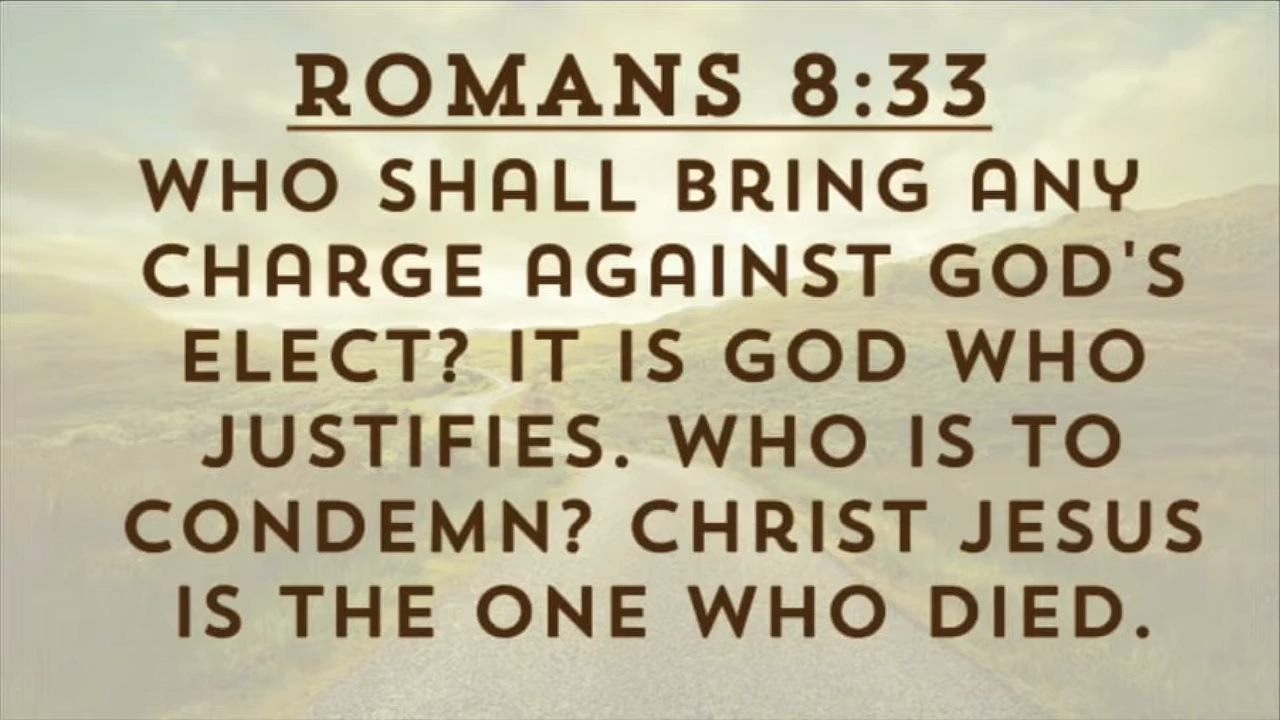 ROMANS 8:33
WHO SHALL BRING ANY
CHARGE AGAINST GOD'S
ELECT? IT IS GOD WHO
JUSTIFIES. WHO IS TO
CONDEMN? CHRIST JESUS
IS THE ONE WHO DIED.